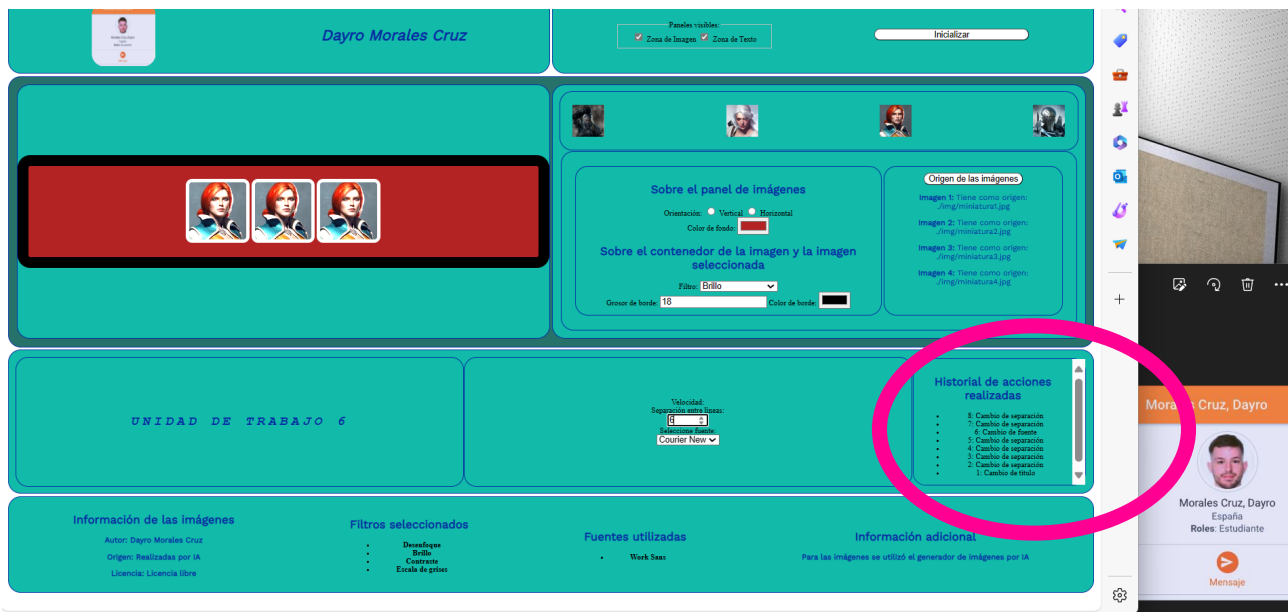 Dayro Morales Cruz
Paneles visibles:
Zona de Imagen Zona de Texto
Inicializar
Sobre el panel de imágenes
Orientación: Vertical Horizontal
Color de fondo:
Sobre el contenedor de la imagen y la imagen
seleccionada
Filtro: Brillo
Grosor de borde: 18 Color de borde:
Origen de las imágenes
Imagen 1: Tiene como origen:
./img/miniatura1.jpg
Imagen 2: Tiene como origen:
./img/miniatura2.jpg
Imagen 3: Tiene como origen:
./img/miniatura3.jpg
Imagen 4: Tiene como origen:
./img/miniatura4.jpg
UNIDAD DE TRABAJO 6
Velocidad:
Separación entre líneas:
6
Seleccione fuente:
Courier New
Historial de acciones
realizadas
8: Cambio de separación
7: Cambio de separación
6: Cambio de fuente
5: Cambio de separación
4: Cambio de separación
3: Cambio de separación
2: Cambio de separación
1: Cambio de titulo
Información de las imágenes
Autor: Dayro Morales Cruz
Origen: Realizadas por IA
Licencia: Licencia libre
Filtros seleccionados
Desenfoque
Brillo
Contraste
Escala de grises
Fuentes utilizadas
Work Sans
Información adicional
Para las imágenes se utilizó el generador de imágenes por IA
Morales Cruz, Dayro
Morales Cruz, Dayro
España
Roles: Estudiante
Mensaje